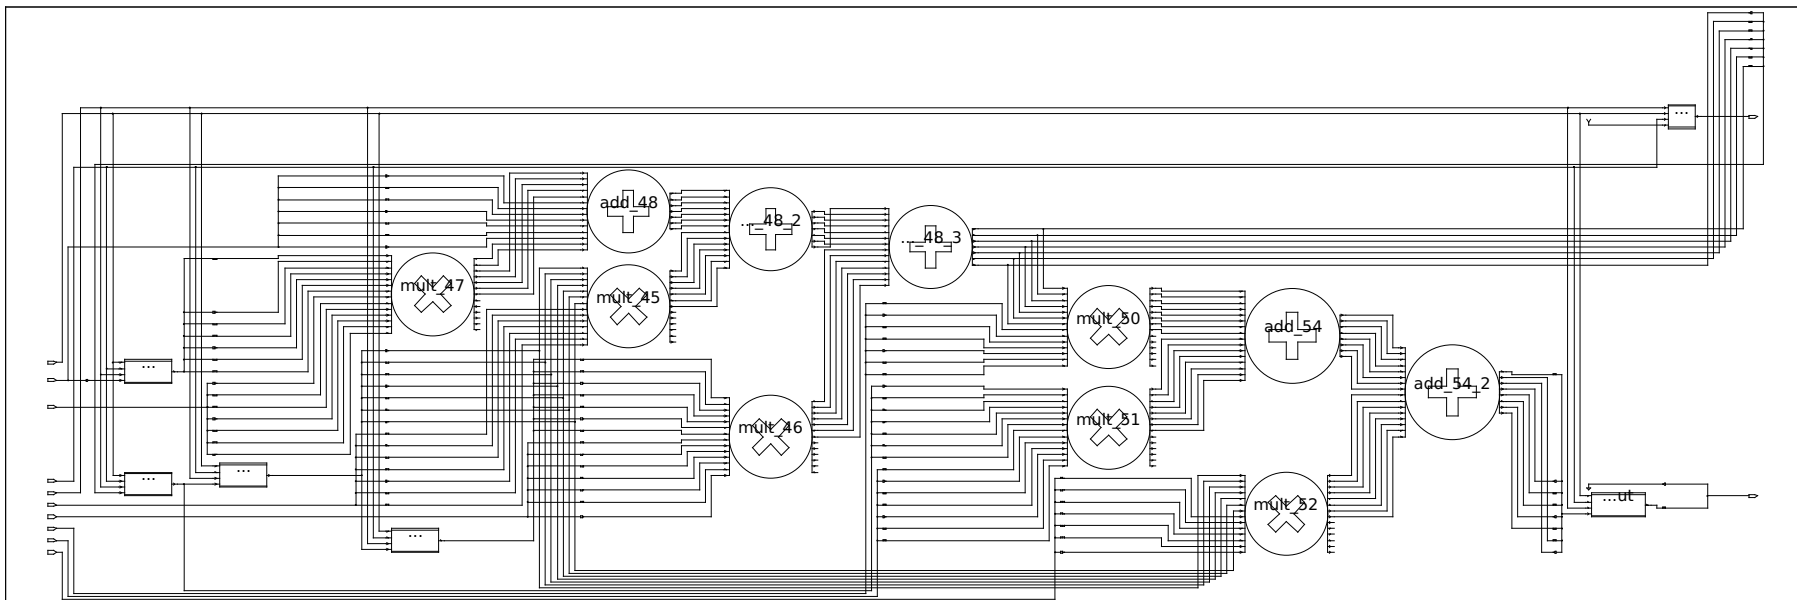 ...
add_48
..._48_2
..._48_3
mult_47
mult_45
mult_50
add_54
...
add_54_2
mult_51
mult_46
...
...
...ut
mult_52
...